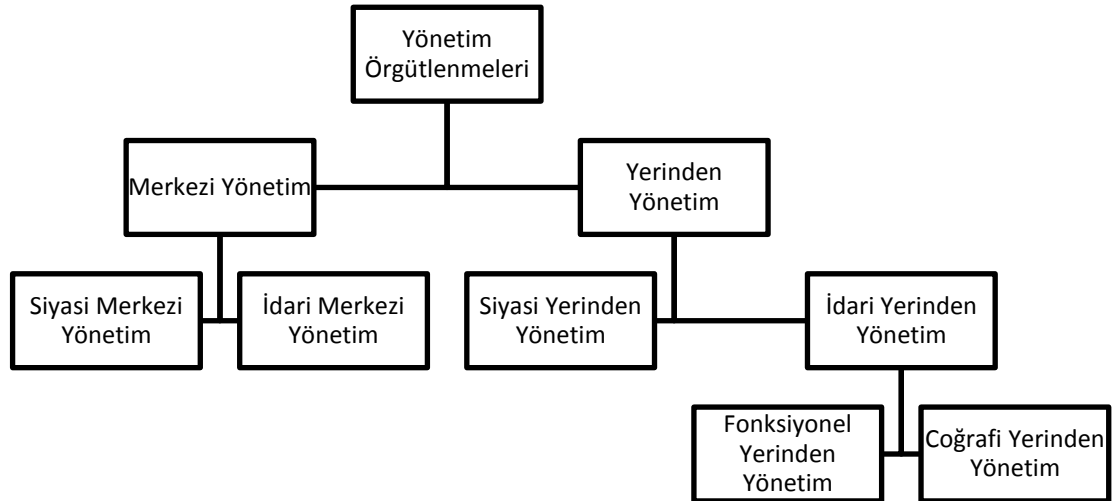 Yönetim
Örgütlenmeleri
Merkezi Yönetim
Yerinden
Yönetim
Siyasi Merkezi
Yönetim
İdari Merkezi
Yönetim
Siyasi Yerinden
Yönetim
İdari Yerinden
Yönetim
Fonksiyonel
Yerinden
Yönetim
Coğrafi Yerinden
Yönetim